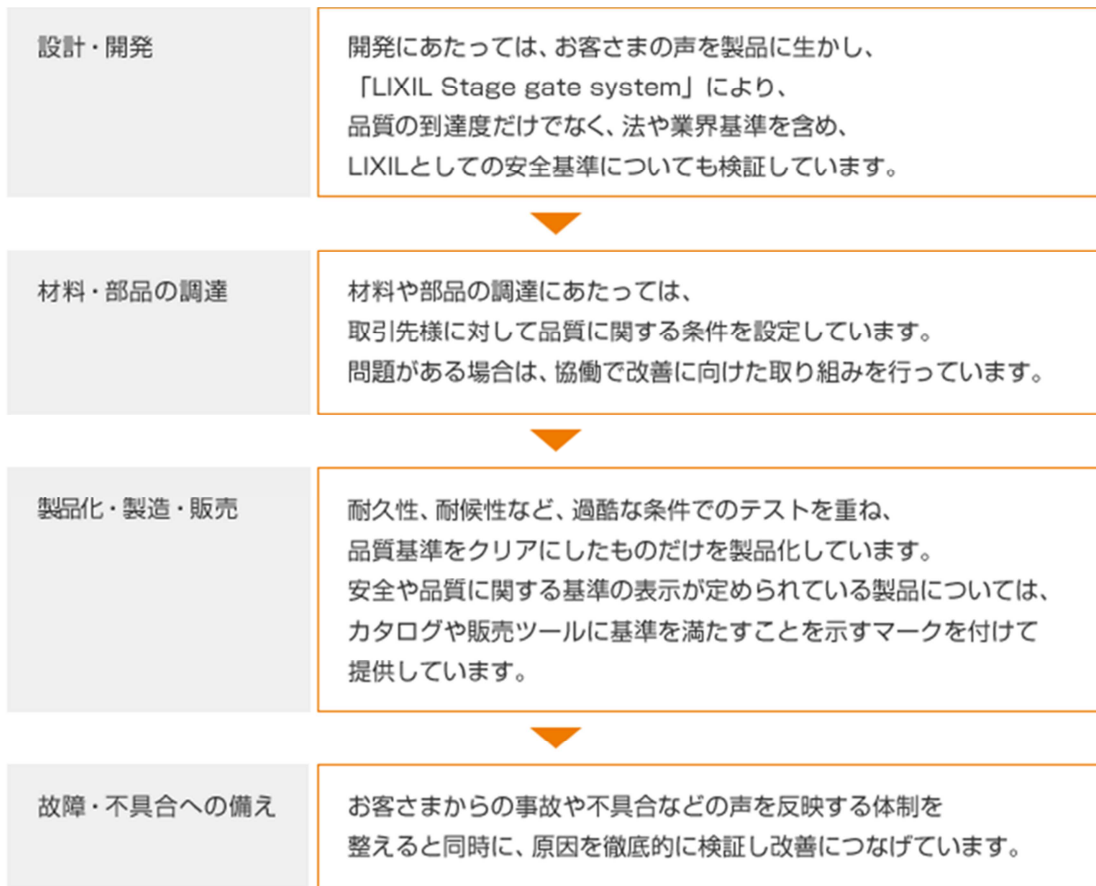 設計・開発
開発にあたっては、お客さまの声を製品に生かし、
「LIXIL Stage gate system」により、
品質の到達度だけでなく、法や業界基準を含め、
LIXILとしての安全基準についても検証しています。
材料・部品の調達
材料や部品の調達にあたっては、
取引先様に対して品質に関する条件を設定しています。
問題がある場合は、協働で改善に向けた取り組みを行っています。
製品化・製造・販売
耐久性、耐候性など、過酷な条件でのテストを重ね、
品質基準をクリアにしたものだけを製品化しています。
安全や品質に関する基準の表示が定められている製品については、
カタログや販売ツールに基準を満たすことを示すマークを付けて
提供しています。
故障・不具合への備え
お客さまからの事故や不具合などの声を反映する体制を
整えると同時に、原因を徹底的に検証し改善につなげています。